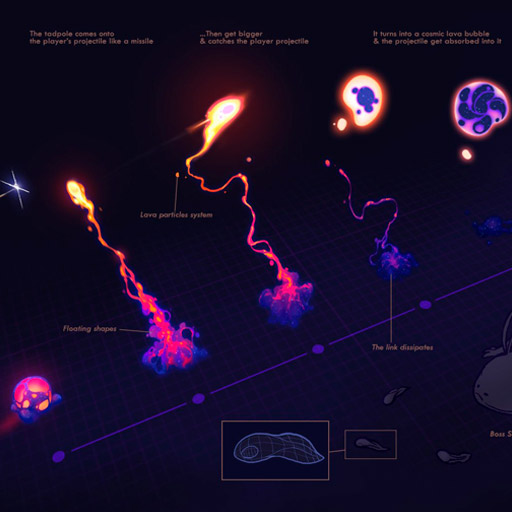 The tadpole comes onto
the player's projectile like a missile
...Then get bigger
& catches the player projectile
It turns into a cosmic lava bubble
& the projectile get absorbed into it
Lava particles system
Floating shapes
The link dissipates
Boss S